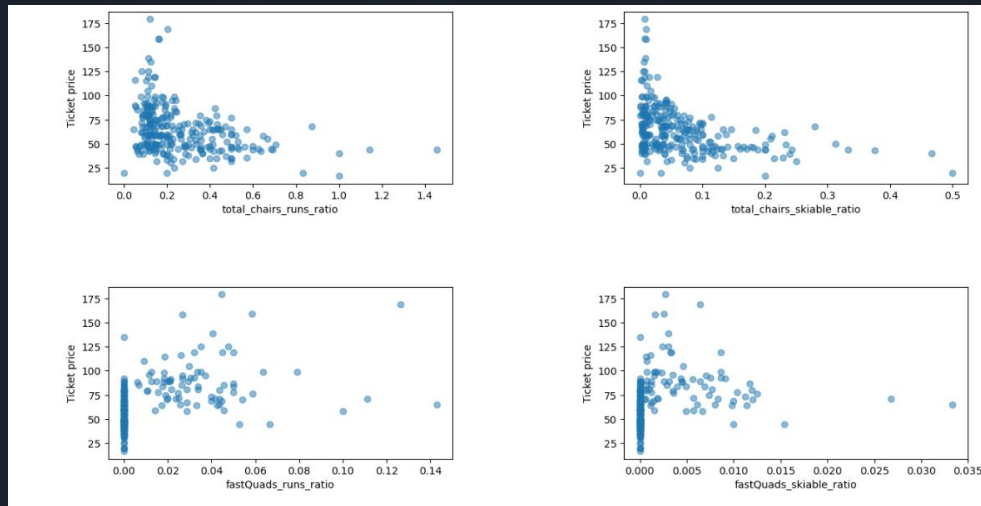 175
150
125
100
75
50
25
Ticket price
0.0 0.2 0.4 0.6 0.8 1.0 1.2 1.4
total_chairs_runs_ratio
175
150
125
100
75
50
25
Ticket price
0.0 0.1 0.2 0.3 0.4 0.5
total_chairs_skiable_ratio
175
150
125
100
75
50
25
Ticket price
0.00 0.02 0.04 0.06 0.08 0.10 0.12 0.14
fastQuads_runs_ratio
175
150
125
100
75
50
25
Ticket price
0.000 0.005 0.010 0.015 0.020 0.025 0.030 0.035
fastQuads_skiable_ratio